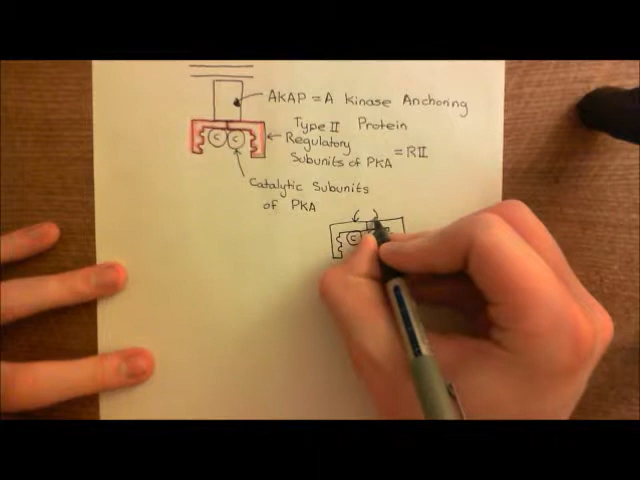 AKAP = A Kinase Anchoring
Protein
Type II
Regulatory
Subunits of PKA = RII
C C
Catalytic Subunits
of PKA
C